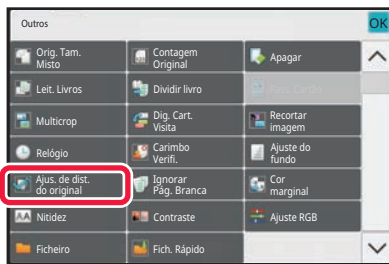 Outros
OK
Orig. Tam.
Misto
Contagem
Original
Apagar
Leit. Livros
Dividir livro
Multicrop
Dig. Cart.
Visita
Recortar
imagem
Relógio
Carimbo
Verifi.
Ajuste do
fundo
Ajus. de dist.
do original
Ignorar
Pág. Branca
Cor
marginal
Nitidez
Contraste
Ajuste RGB
Ficheiro
Fich. Rápido